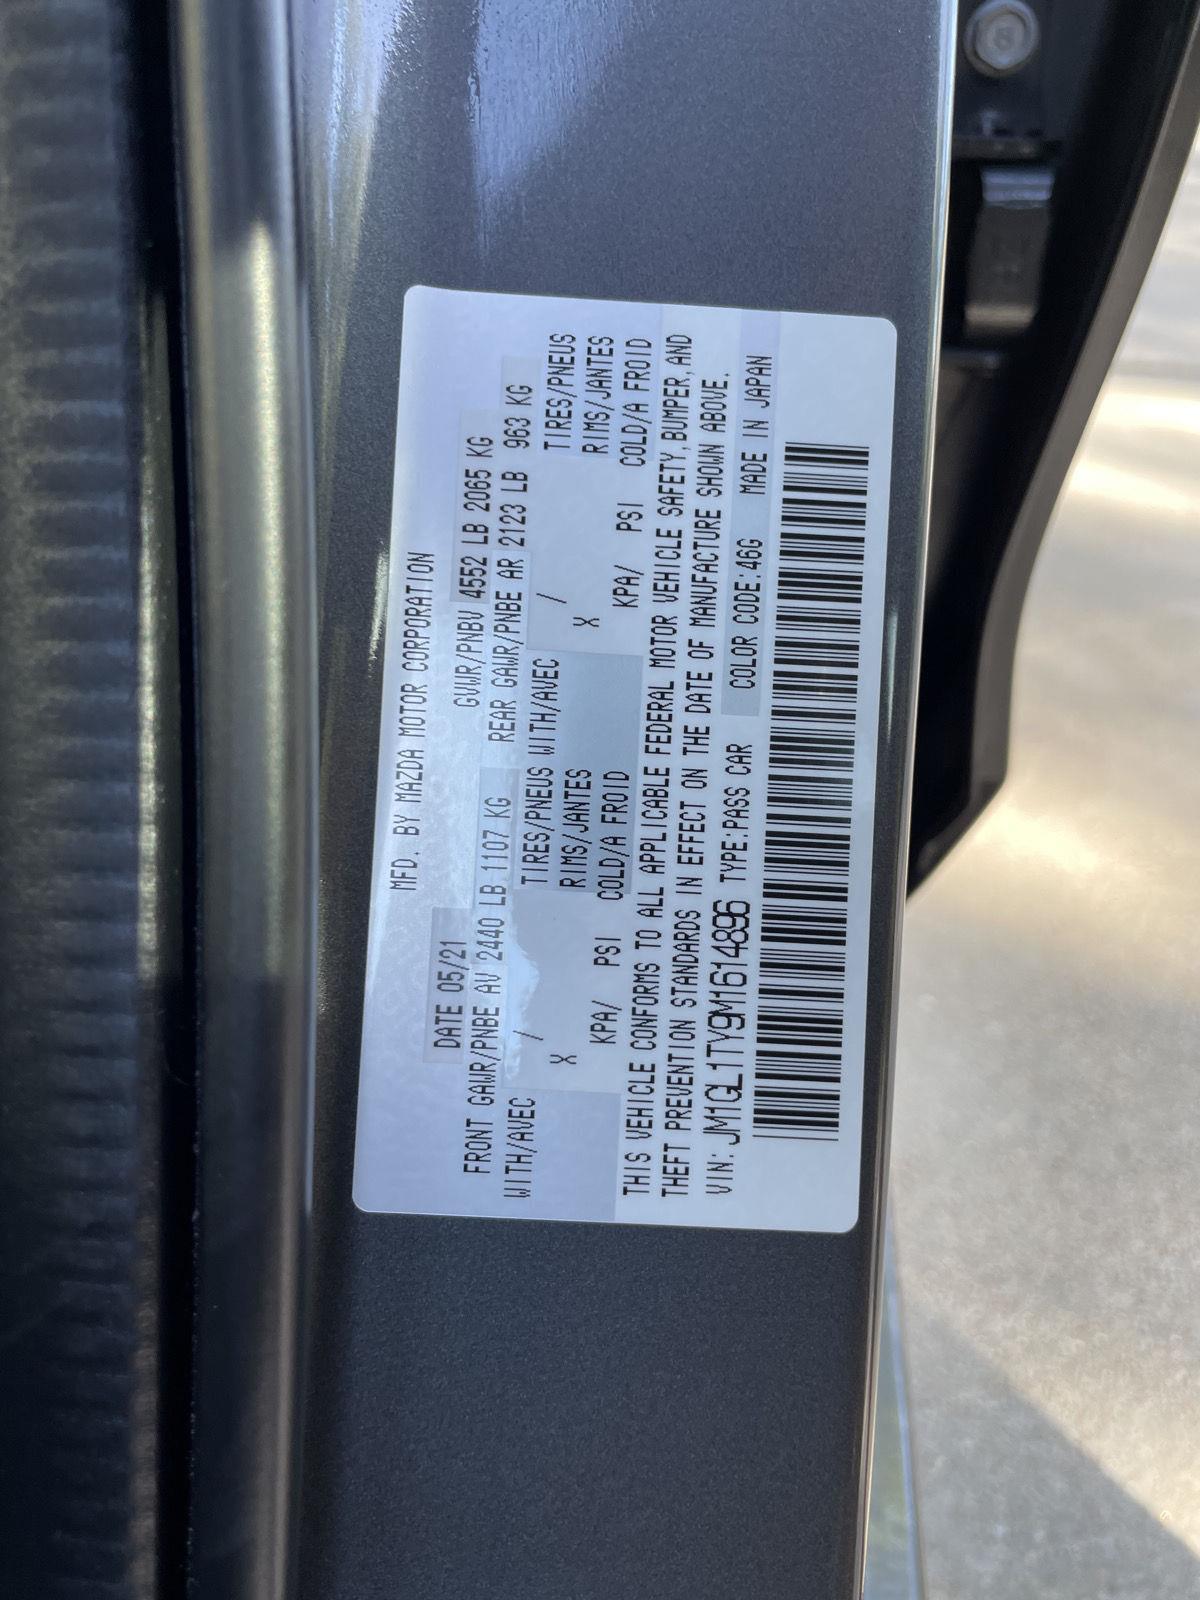 MFD. BY MAZDA MOTOR CORPORATION
DATE 05/21 GVWR/PNBV 4552 LB 2065 KG
FRONT GAWR/PNBE AV 2440 LB 1107 KG REAR GAWR/PNBE AR 2123 LB 963 KG
WITH/AVEC / TIRES/PNEUS WITH/AVEC / TIRES/PNEUS
X RIMS/JANTES X RIMS/JANTES
KPA/ PSI COLD/A FROID KPA/ PSI COLD/A FROID
THIS VEHICLE CONFORMS TO ALL APPLICABLE FEDERAL MOTOR VEHICLE SAFETY, BUMPER, AND
THEFT PREVENTION STANDARDS IN EFFECT ON THE DATE OF MANUFACTURE SHOWN ABOVE.
VIN: JM1GL1TY9M1614896 TYPE:PASS CAR COLOR CODE:46G MADE IN JAPAN
8